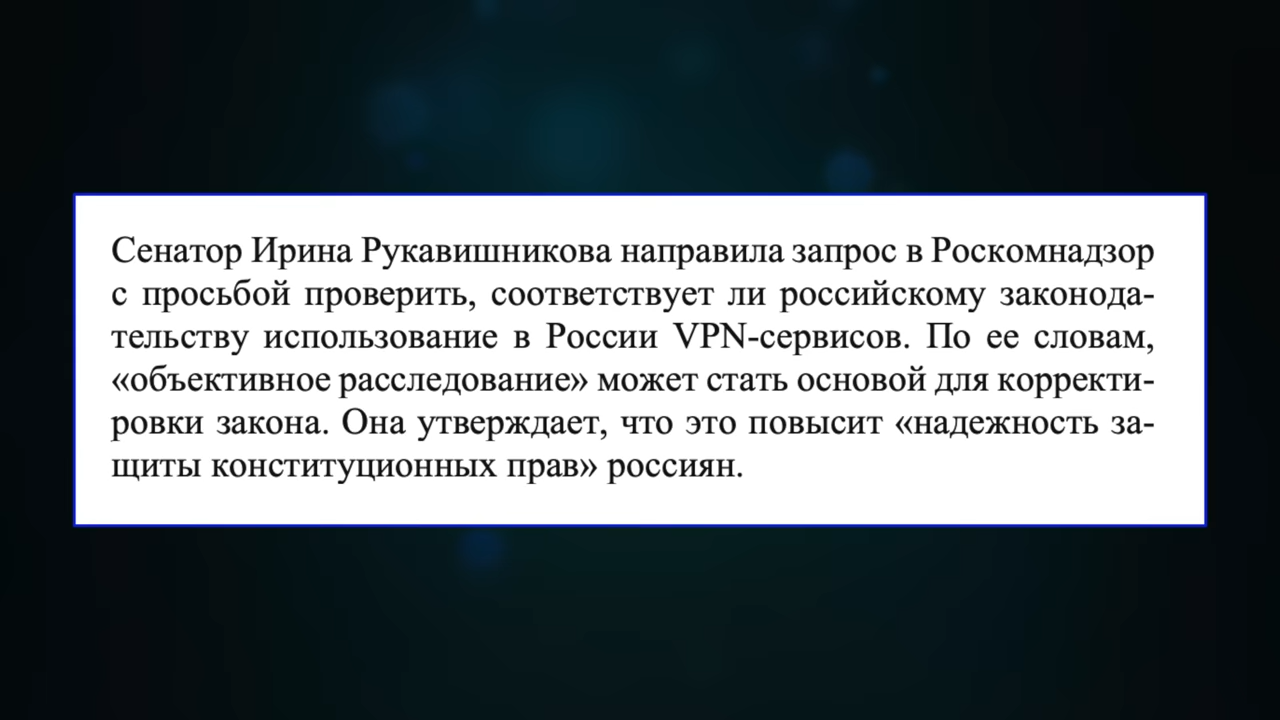 Сенатор Ирина Рукавишникова направила запрос в Роскомнадзор
с просьбой проверить, соответствует ли российскому законода-
тельству использование в России VPN-сервисов. По ее словам,
«объективное расследование» может стать основой для корректи-
ровки закона. Она утверждает, что это повысит «надежность за-
щиты конституционных прав» россиян.